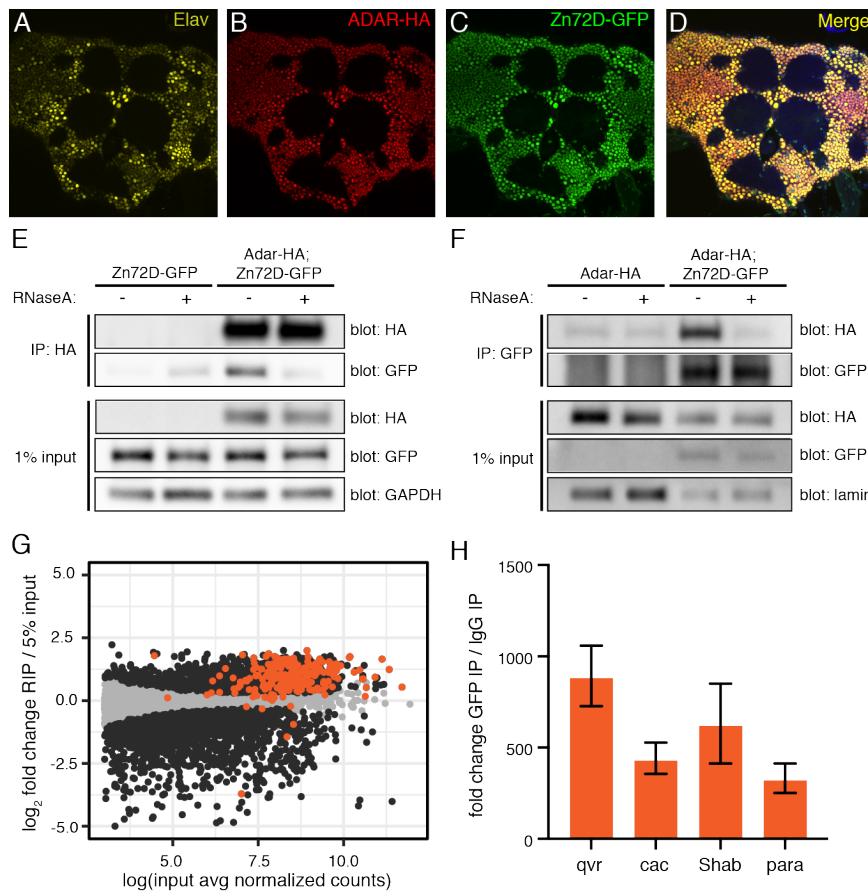 A Elav
B ADAR-HA
C Zn72D-GFP
D Merge
E
Zn72D-GFP
Adar-HA;
Zn72D-GFP
RNaseA: - + - +
IP: HA
blot: HA
blot: GFP
1% input
blot: HA
blot: GFP
blot: GAPDH
F
Adar-HA
Adar-HA;
Zn72D-GFP
RNaseA: - + - +
IP: GFP
blot: HA
blot: GFP
1% input
blot: HA
blot: GFP
blot: lamin
G
log2 fold change RIP / 5% input
5.0
2.5
0.0
-2.5
-5.0
5.0 7.5 10.0
log(input avg normalized counts)
H
fold change GFP IP / IgG IP
1500
1000
500
0
qvr cac Shab para